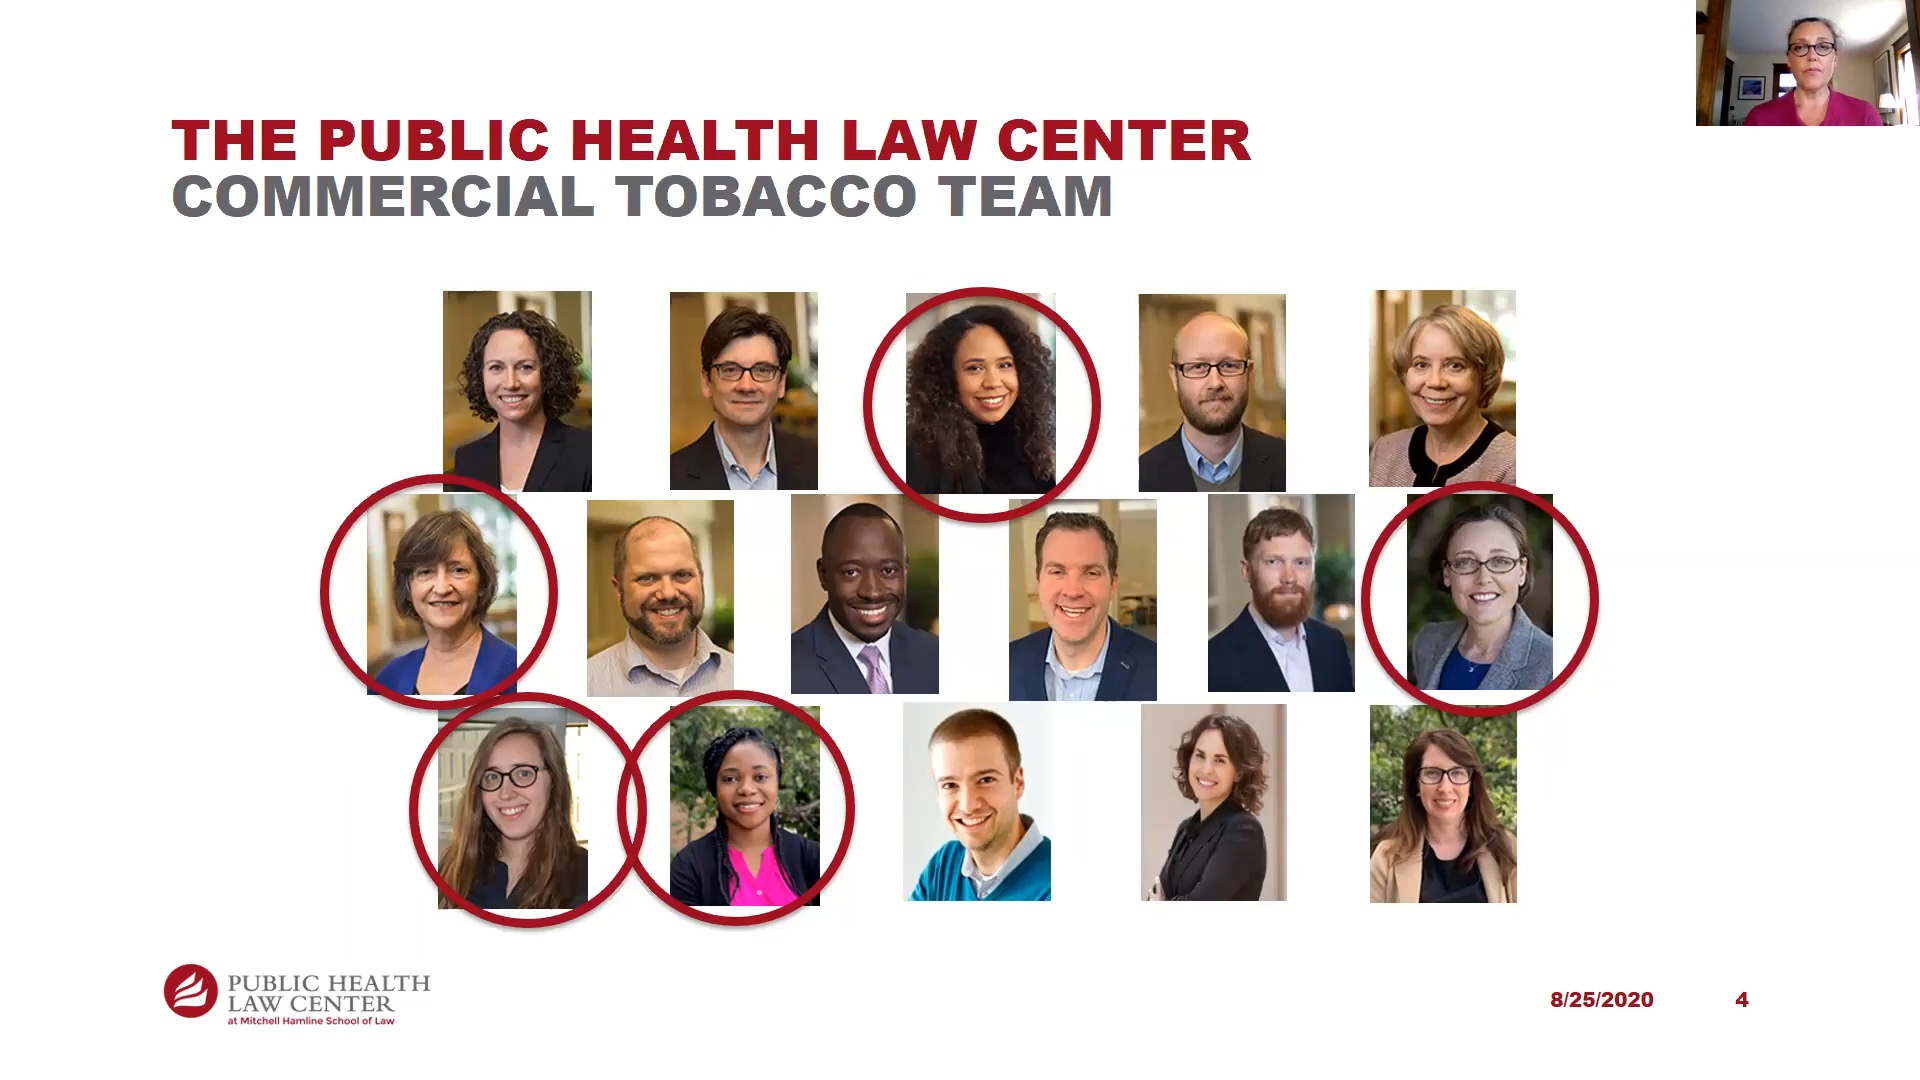 THE PUBLIC HEALTH LAW CENTER
COMMERCIAL TOBACCO TEAM
PUBLIC HEALTH
LAW CENTER
at Mitchell Hamline School of Law
8/25/2020
4